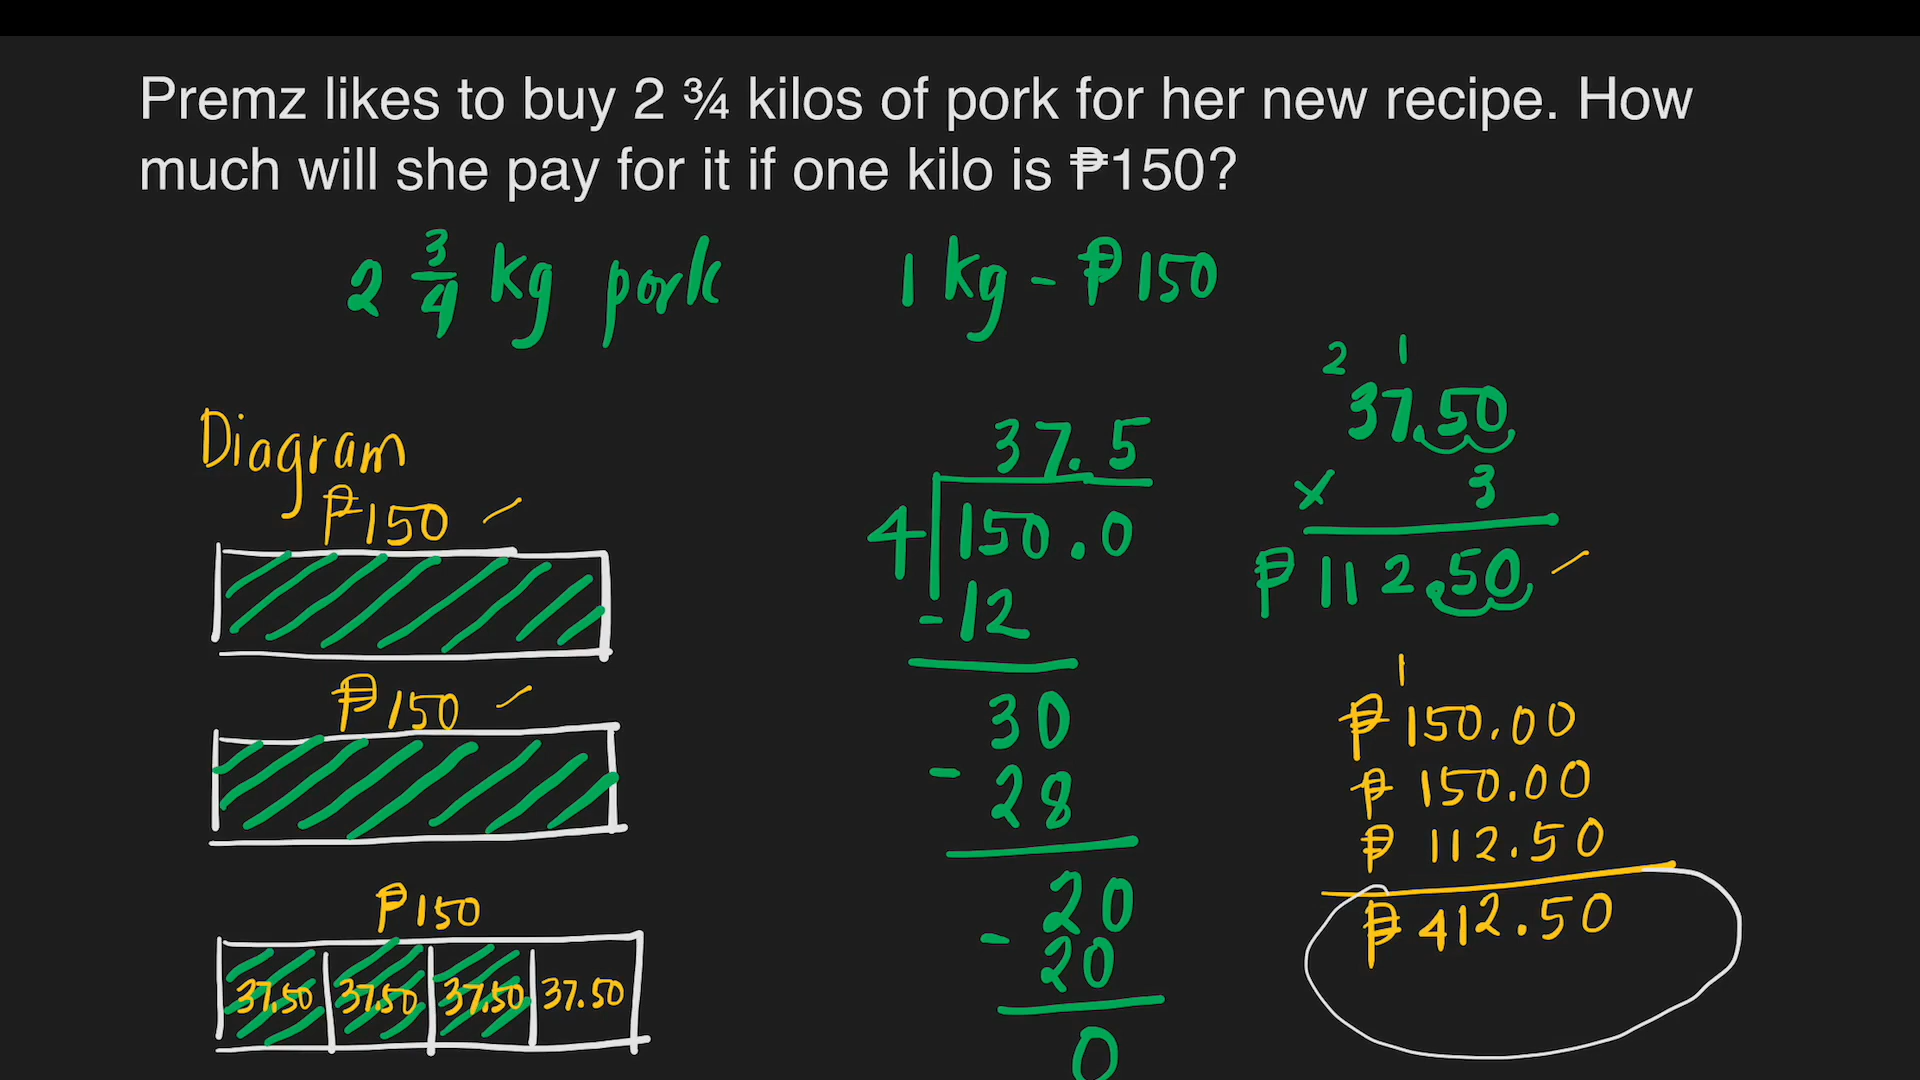 Premz likes to buy 2 ¾ kilos of pork for her new recipe. How
much will she pay for it if one kilo is ₱150?
2 3/4 kg pork
1 kg - ₱150
Diagram
₱150
₱150
₱150
37.50 37.50 37.50 37.50
37.5
4 150.0
-12
30
- 28
20
- 20
0
2 1
37.50
x 3
₱112.50
1
₱150.00
₱ 150.00
₱ 112.50
₱ 412.50